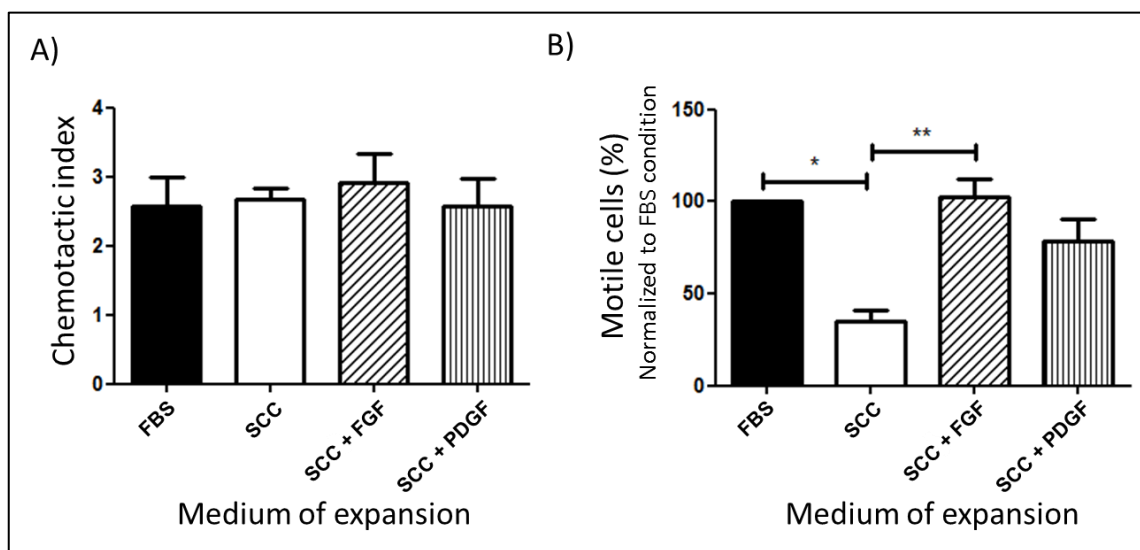 A)
Chemotactic index
4
3
2
1
0
FBS
SCC
SCC + FGF
SCC + PDGF
Medium of expansion
B)
Motile cells (%)
Normalized to FBS condition
150
100
50
0
*
**
FBS
SCC
SCC + FGF
SCC + PDGF
Medium of expansion